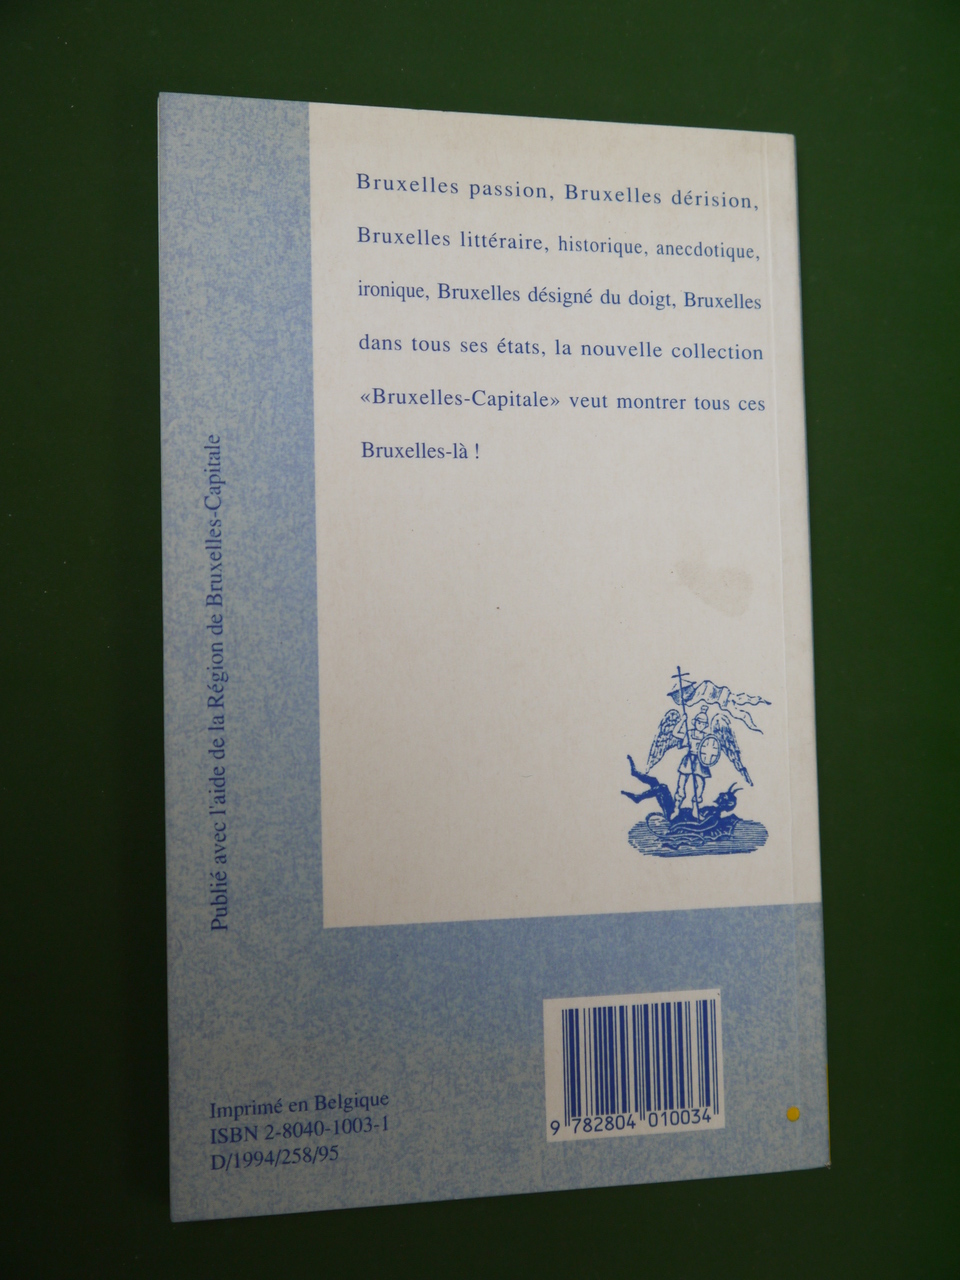 Bruxelles passion, Bruxelles dérision,
Bruxelles littéraire, historique, anecdotique,
ironique, Bruxelles désigné du doigt, Bruxelles
dans tous ses états, la nouvelle collection
«Bruxelles-Capitale» veut montrer tous ces
Bruxelles-là !
Publié avec l'aide de la Région de Bruxelles-Capitale
Imprimé en Belgique
ISBN 2-8040-1003-1
D/1994/258/95
9 782804 010034